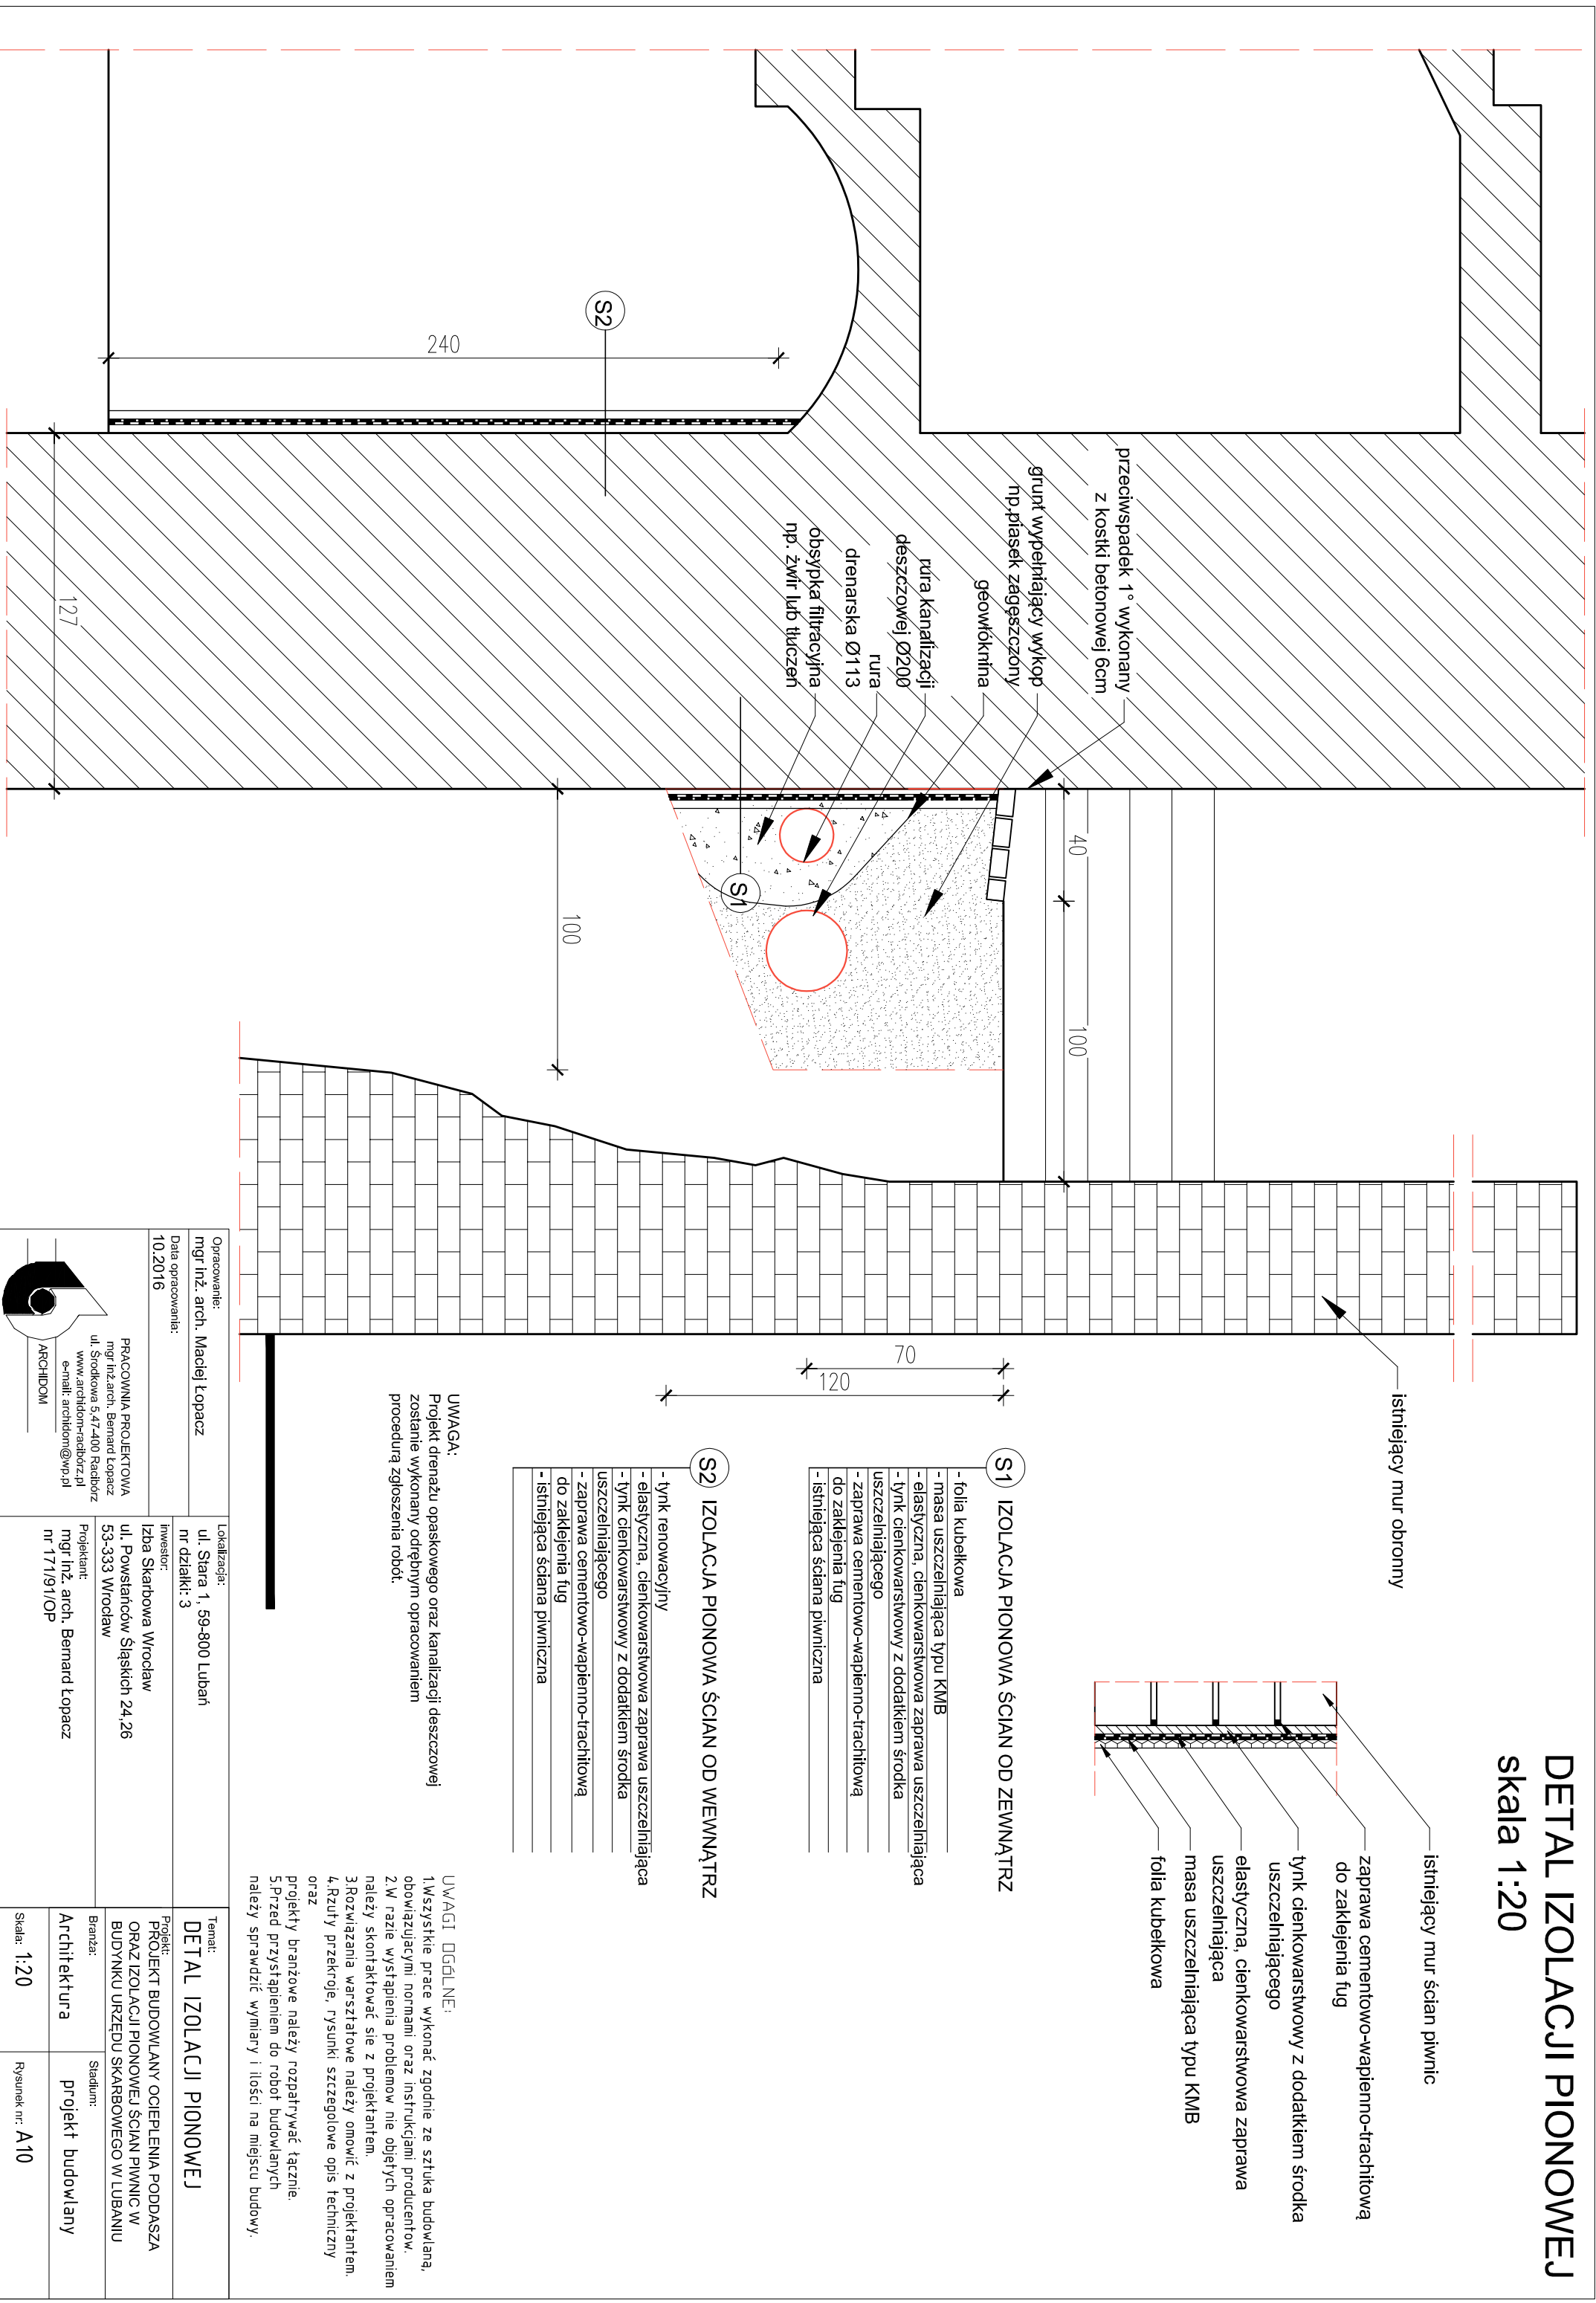 DETAL IZOLACJI PIONOWEJ
skala 1:20
przeciwspadek 1° wykonany
z kostki betonowej 6cm
grunt wypełniający wykop
np.piasek zagęszczony
geowłóknina
rura kanalizacji
deszczowej Ø200
rura
drenarska Ø113
obsypka filtracyjna
np. żwir lub tłuczeń
S2
240
127
S1
40
100
100
70
120
istniejący mur obronny
istniejący mur ścian piwnic
zaprawa cementowo-wapienno-trachitową
do zaklejenia fug
tynk cienkowarstwowy z dodatkiem środka
uszczelniającego
elastyczna, cienkowarstwowa zaprawa
uszczelniająca
masa uszczelniająca typu KMB
folia kubełkowa
S1 IZOLACJA PIONOWA ŚCIAN OD ZEWNĄTRZ
- folia kubełkowa
- masa uszczelniająca typu KMB
- elastyczna, cienkowarstwowa zaprawa uszczelniająca
- tynk cienkowarstwowy z dodatkiem środka
uszczelniającego
- zaprawa cementowo-wapienno-trachitową
do zaklejenia fug
- istniejąca ściana piwniczna
S2 IZOLACJA PIONOWA ŚCIAN OD WEWNĄTRZ
- tynk renowacyjny
- elastyczna, cienkowarstwowa zaprawa uszczelniająca
- tynk cienkowarstwowy z dodatkiem środka
uszczelniającego
- zaprawa cementowo-wapienno-trachitową
do zaklejenia fug
- istniejąca ściana piwniczna
UWAGA:
Projekt drenażu opaskowego oraz kanalizacji deszczowej
zostanie wykonany odrębnym opracowaniem
procedurą zgłoszenia robót.
UWAGI OGÓLNE:
1.Wszystkie prace wykonać zgodnie ze sztuka budowlaną,
obowiązujacymi normami oraz instrukcjami producentow.
2.W razie wystąpienia problemow nie objętych opracowaniem
należy skontaktować sie z projektantem.
3.Rozwiązania warsztatowe należy omowić z projektantem.
4.Rzuty przekroje, rysunki szczegolowe opis techniczny
oraz
projekty branżowe należy rozpatrywać łącznie.
5.Przed przystąpieniem do robot budowlanych
należy sprawdzić wymiary i ilości na miejscu budowy.
Opracowanie:
mgr inż. arch. Maciej Łopacz
Data opracowania:
10.2016
PRACOWNIA PROJEKTOWA
mgr inż.arch. Bernard Łopacz
ul. Środkowa 5,47-400 Racibórz
www.archidom-racibórz.pl
e-mail: archidom@wp.pl
ARCHIDOM
Lokalizacja:
ul. Stara 1, 59-800 Lubań
nr działki: 3
inwestor:
Izba Skarbowa Wrocław
ul. Powstańców Śląskich 24,26
53-333 Wrocław
Projektant:
mgr inż. arch. Bernard Łopacz
nr 171/91/OP
Temat:
DETAL IZOLACJI PIONOWEJ
Projekt:
PROJEKT BUDOWLANY OCIEPLENIA PODDASZA
ORAZ IZOLACJI PIONOWEJ ŚCIAN PIWNIC W
BUDYNKU URZĘDU SKARBOWEGO W LUBANIU
Branża:
Architektura
Stadium:
projekt budowlany
Skala: 1:20
Rysunek nr: A10